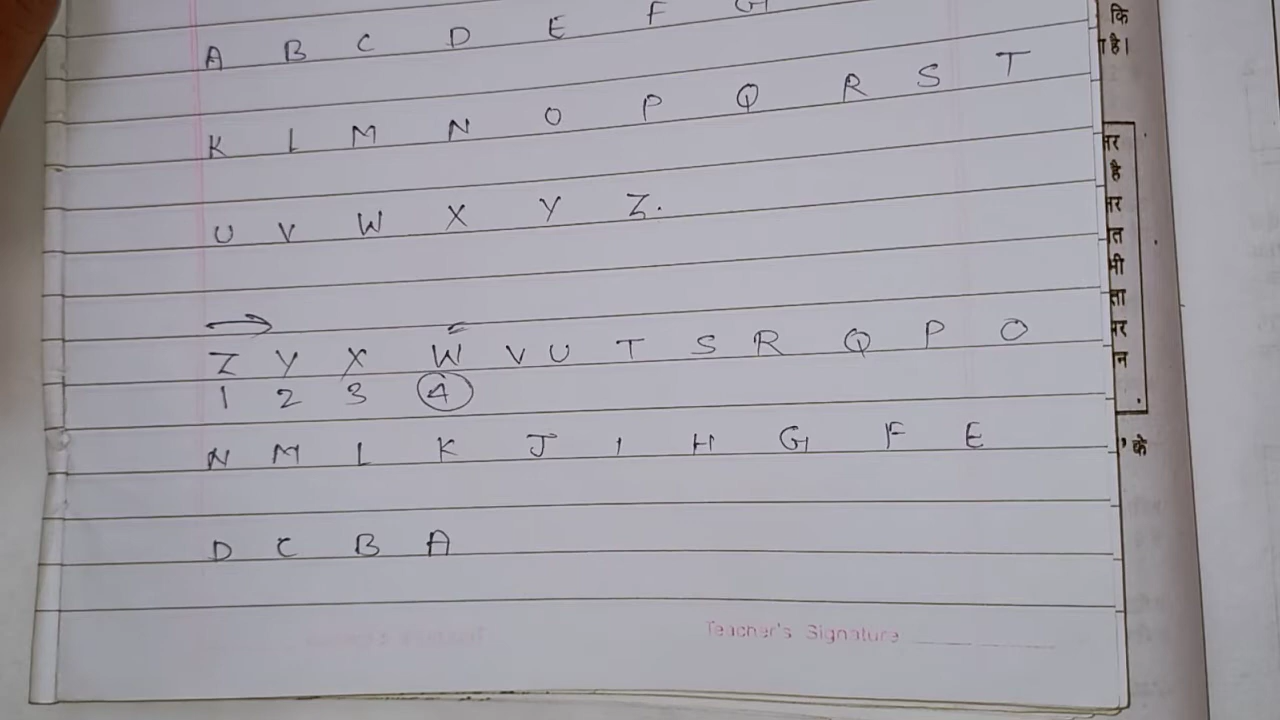 A B C D E F G
K L M N O P Q R S T
U V W X Y Z.
Z Y X W V U T S R Q P O
1 2 3 4
N M L K J I H G F E
D C B A
Teacher's Signature
कि
है।
है
के